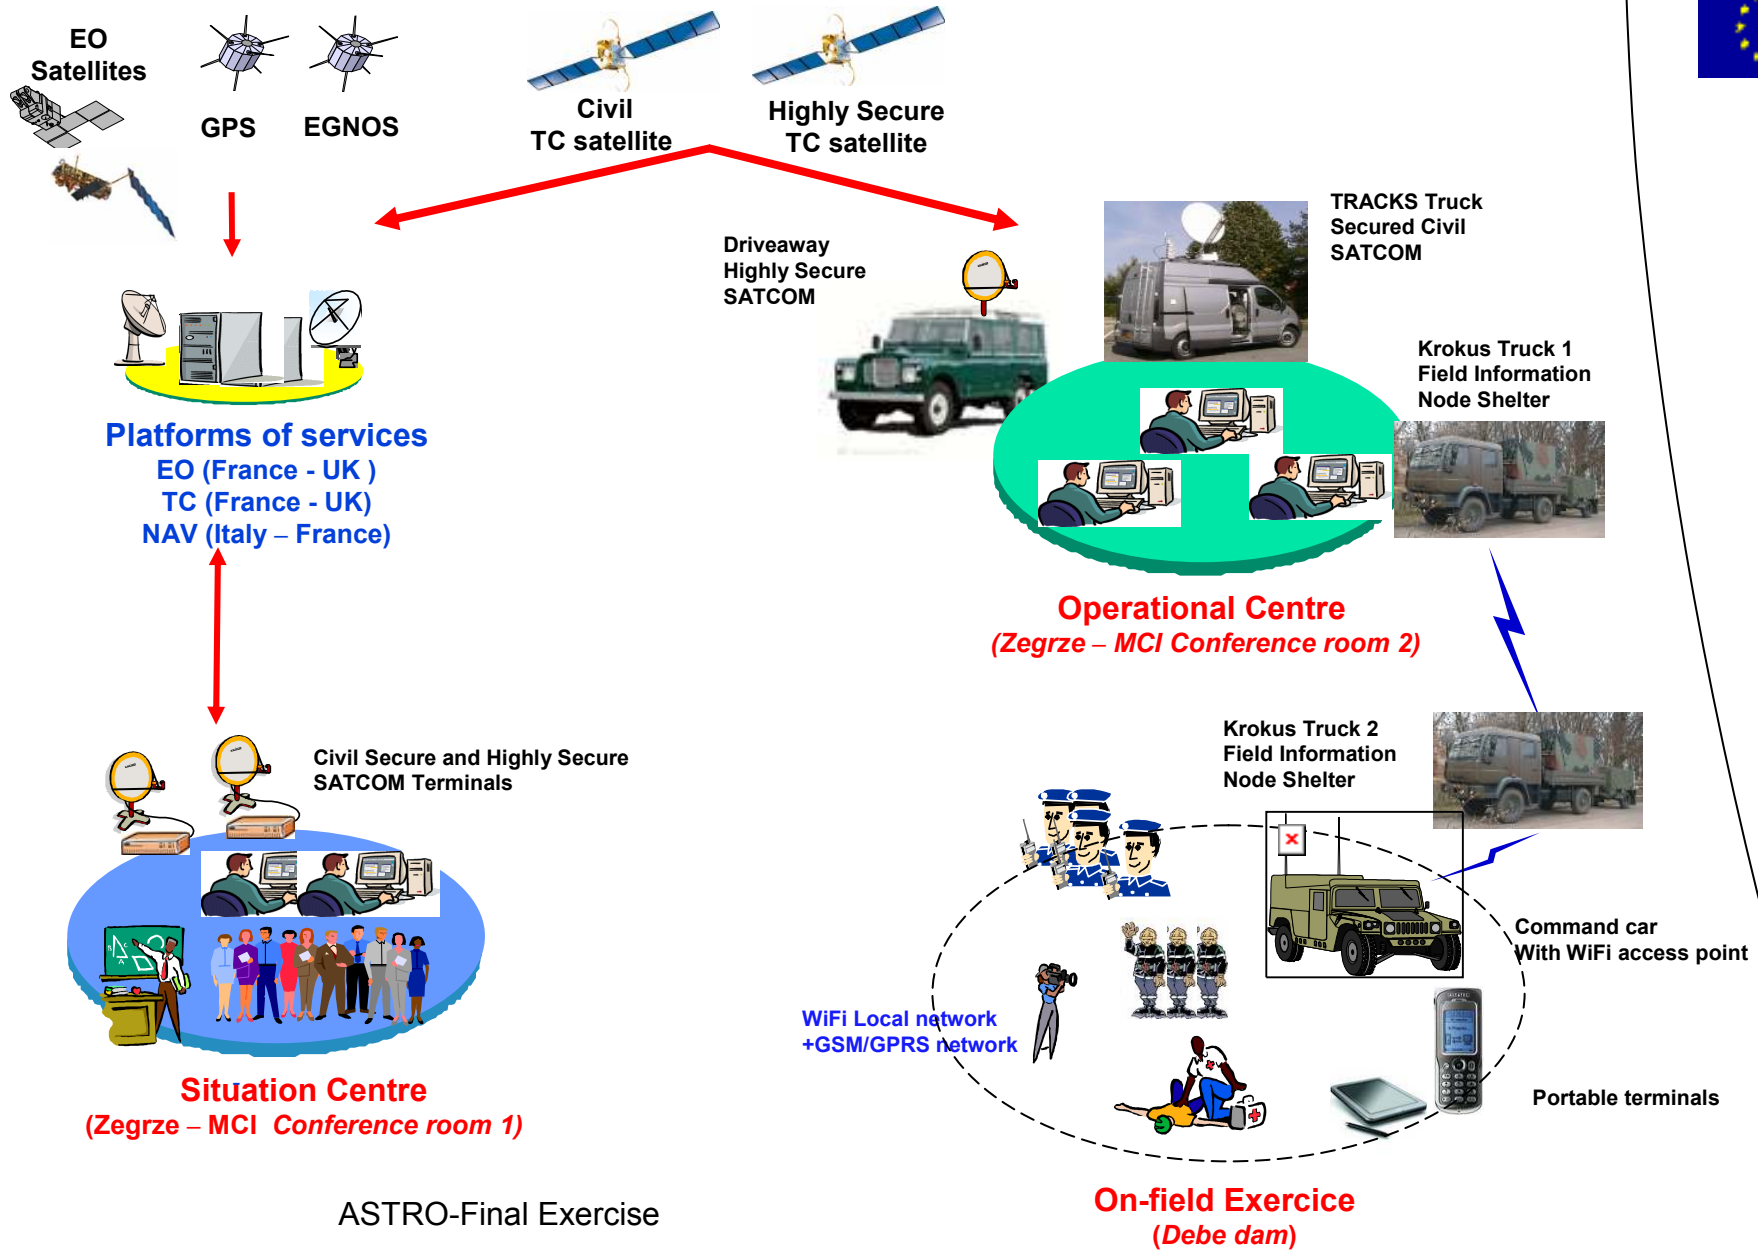 EO
Satellites
GPS
EGNOS
Civil
TC satellite
Highly Secure
TC satellite
TRACKS Truck
Secured Civil
SATCOM
Driveaway
Highly Secure
SATCOM
Krokus Truck 1
Field Information
Node Shelter
Platforms of services
EO (France - UK )
TC (France - UK)
NAV (Italy – France)
Operational Centre
(Zegrze – MCI Conference room 2)
Krokus Truck 2
Field Information
Node Shelter
Civil Secure and Highly Secure
SATCOM Terminals
Command car
With WiFi access point
WiFi Local network
+GSM/GPRS network
Situation Centre
(Zegrze – MCI Conference room 1)
Portable terminals
On-field Exercice
(Debe dam)
ASTRO-Final Exercise